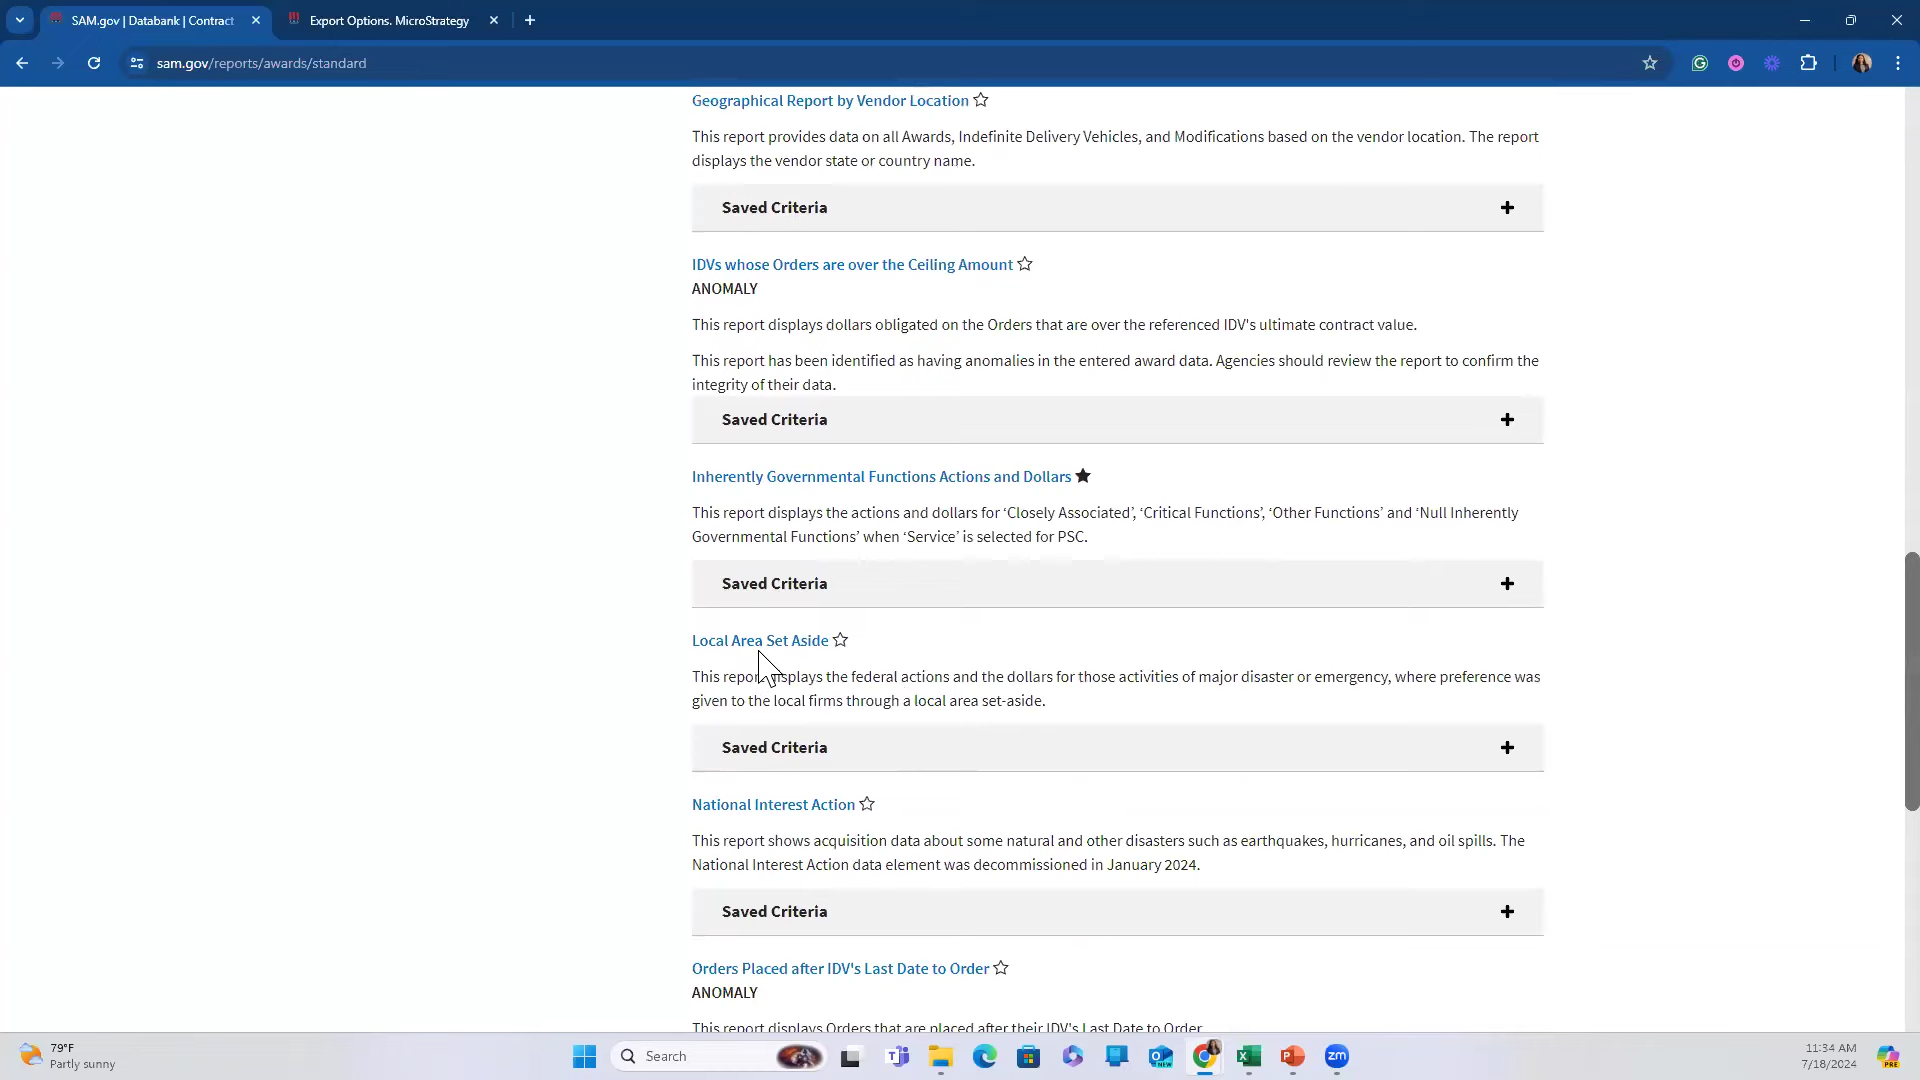 SAM.gov | Databank | Contract
Export Options. MicroStrategy
sam.gov/reports/awards/standard
Geographical Report by Vendor Location
This report provides data on all Awards, Indefinite Delivery Vehicles, and Modifications based on the vendor location. The report
displays the vendor state or country name.
Saved Criteria
IDVs whose Orders are over the Ceiling Amount
ANOMALY
This report displays dollars obligated on the Orders that are over the referenced IDV's ultimate contract value.
This report has been identified as having anomalies in the entered award data. Agencies should review the report to confirm the
integrity of their data.
Saved Criteria
Inherently Governmental Functions Actions and Dollars
This report displays the actions and dollars for ‘Closely Associated’, ‘Critical Functions’, ‘Other Functions’ and ‘Null Inherently
Governmental Functions’ when ‘Service’ is selected for PSC.
Saved Criteria
Local Area Set Aside
This report displays the federal actions and the dollars for those activities of major disaster or emergency, where preference was
given to the local firms through a local area set-aside.
Saved Criteria
National Interest Action
This report shows acquisition data about some natural and other disasters such as earthquakes, hurricanes, and oil spills. The
National Interest Action data element was decommissioned in January 2024.
Saved Criteria
Orders Placed after IDV's Last Date to Order
ANOMALY
This report displays Orders that are placed after their IDV's Last Date to Order
79°F
Partly sunny
Search
NEW
zm
11:34 AM
7/18/2024
PRE